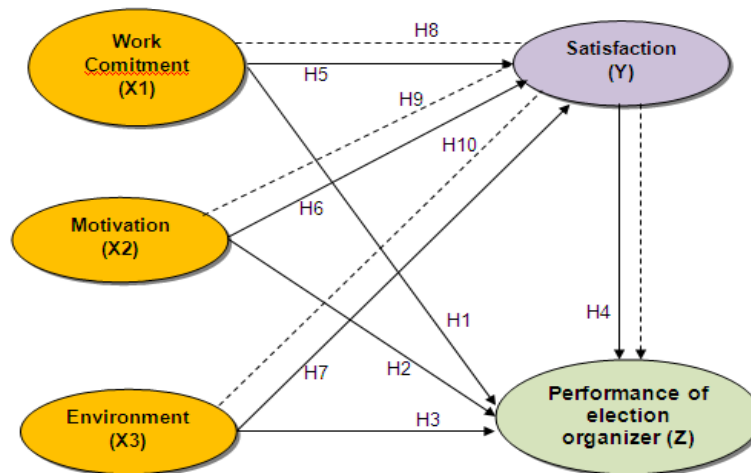 Work
Comitment
(X1)
H8
H5
Satisfaction
(Y)
H9
H10
Motivation
(X2)
H6
H1
H4
H2
H7
Environment
(X3)
H3
Performance of
election
organizer (Z)